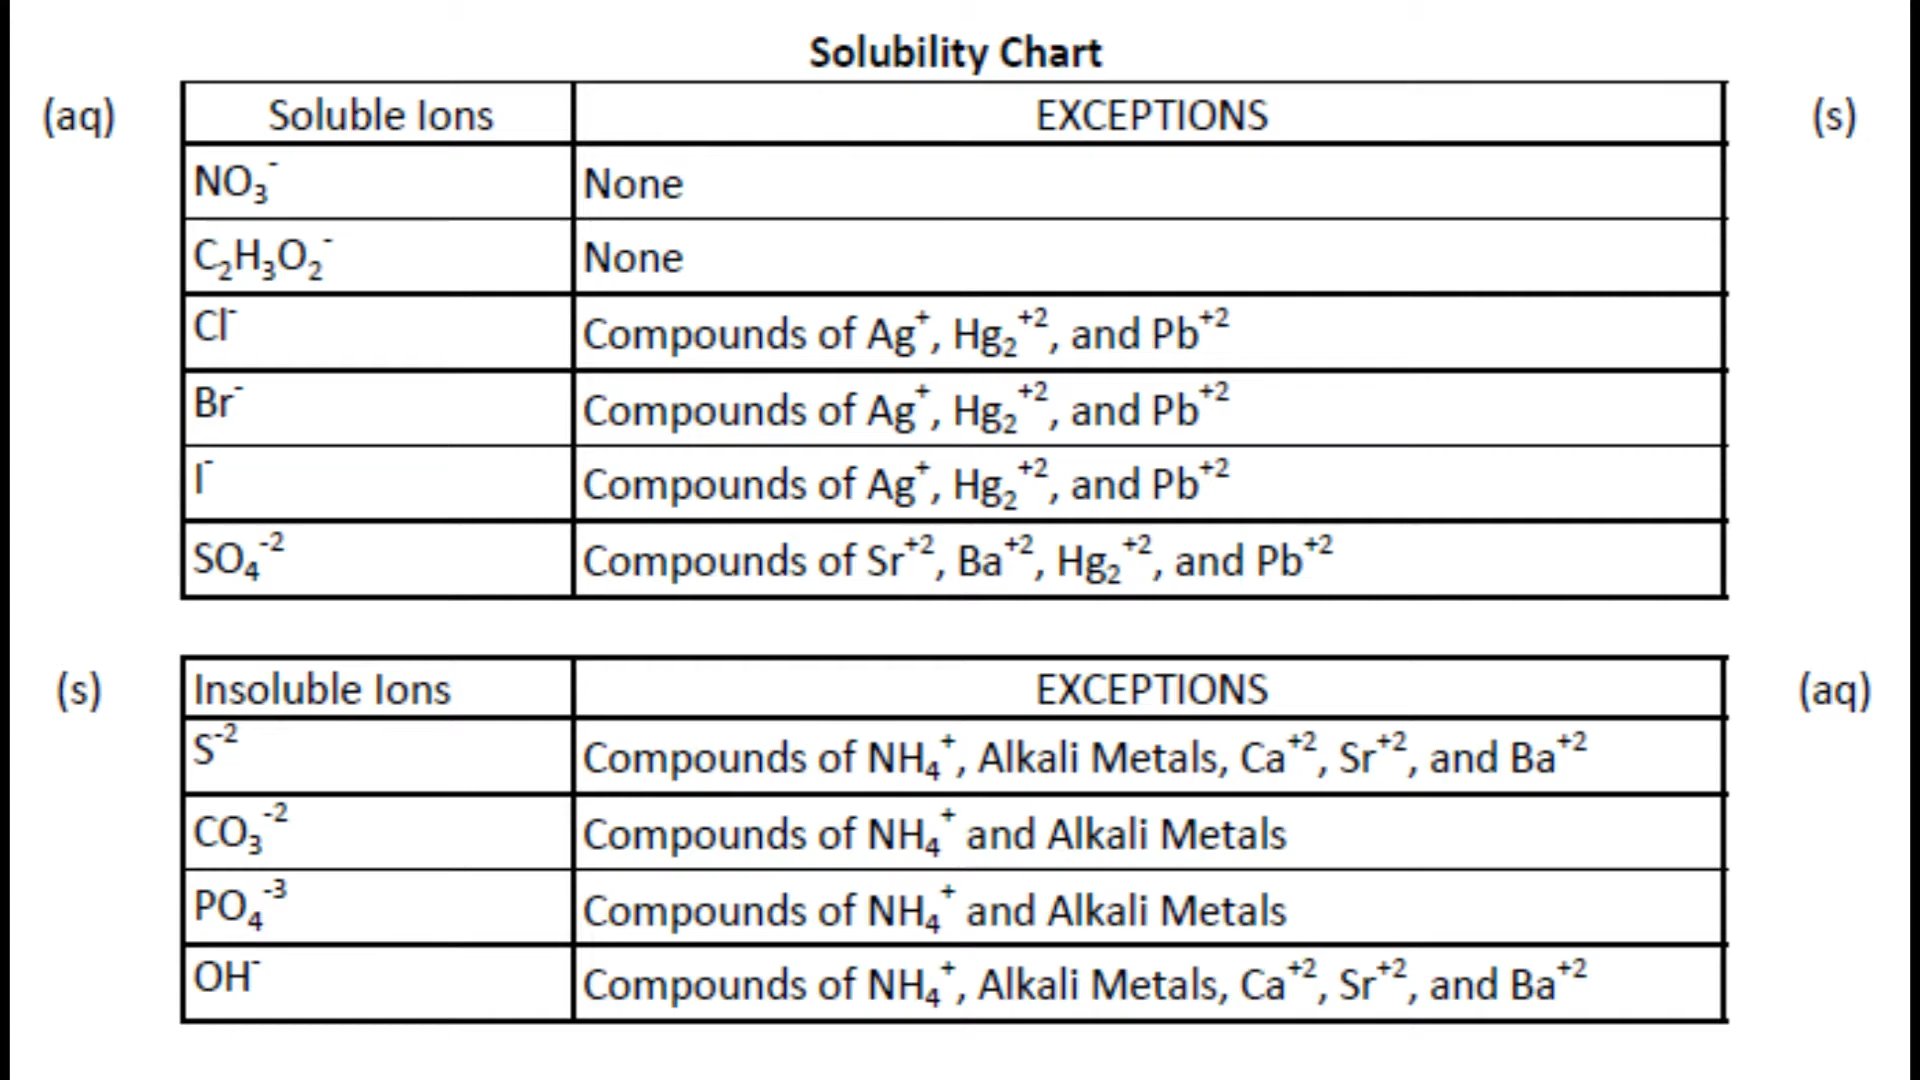 Solubility Chart
(aq) Soluble Ions EXCEPTIONS (s)
NO₃⁻ None
C₂H₃O₂⁻ None
Cl⁻ Compounds of Ag⁺, Hg₂⁺², and Pb⁺²
Br⁻ Compounds of Ag⁺, Hg₂⁺², and Pb⁺²
I⁻ Compounds of Ag⁺, Hg₂⁺², and Pb⁺²
SO₄⁻² Compounds of Sr⁺², Ba⁺², Hg₂⁺², and Pb⁺²
(s) Insoluble Ions EXCEPTIONS (aq)
S⁻² Compounds of NH₄⁺, Alkali Metals, Ca⁺², Sr⁺², and Ba⁺²
CO₃⁻² Compounds of NH₄⁺ and Alkali Metals
PO₄⁻³ Compounds of NH₄⁺ and Alkali Metals
OH⁻ Compounds of NH₄⁺, Alkali Metals, Ca⁺², Sr⁺², and Ba⁺²